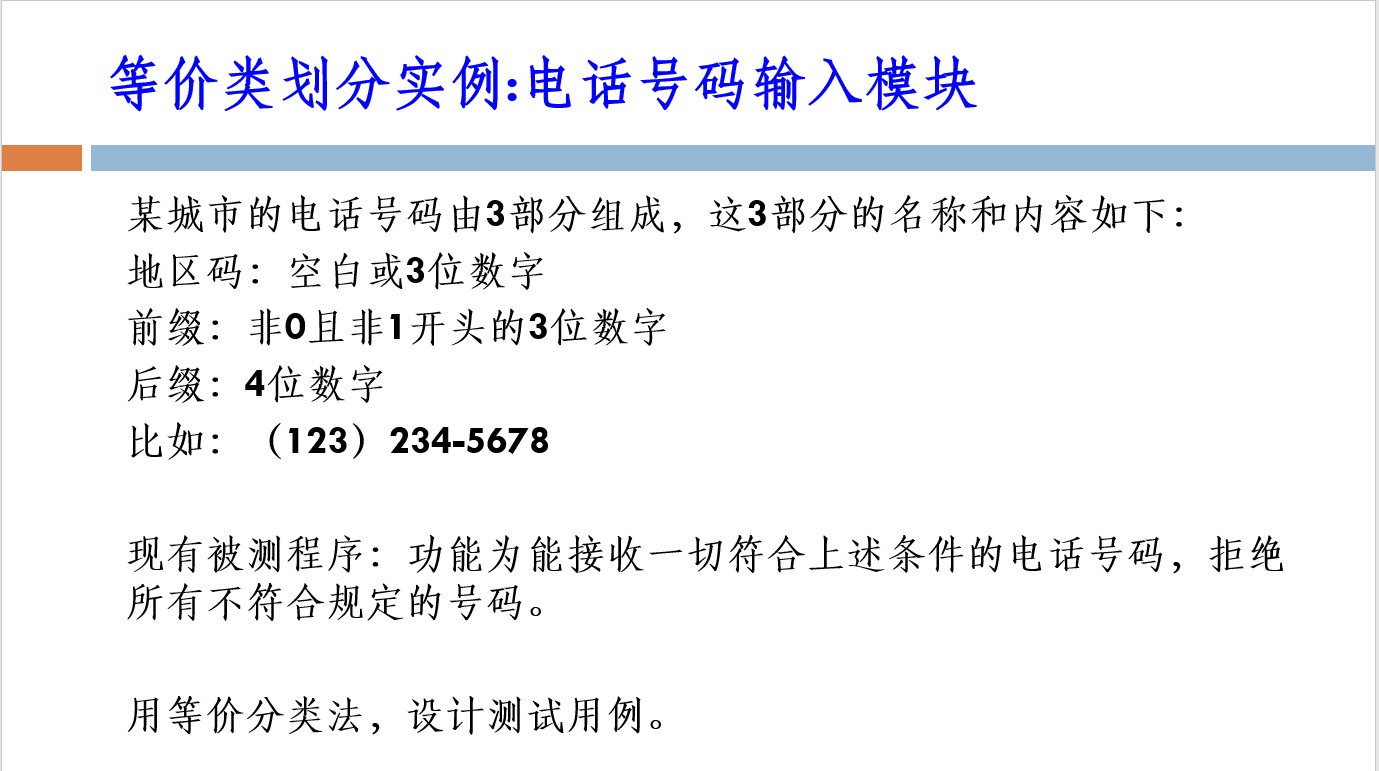 等价类划分实例:电话号码输入模块
某城市的电话号码由3部分组成，这3部分的名称和内容如下：
地区码：空白或3位数字
前缀：非0且非1开头的3位数字
后缀：4位数字
比如：（123）234-5678
现有被测程序：功能为能接收一切符合上述条件的电话号码，拒绝
所有不符合规定的号码。
用等价分类法，设计测试用例。